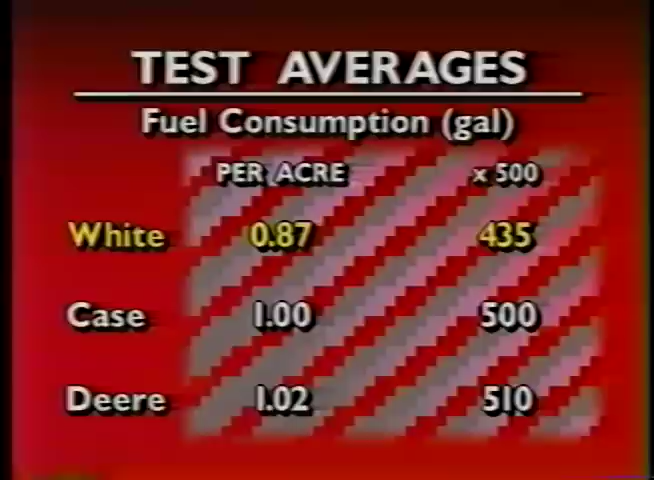 TEST AVERAGES
Fuel Consumption (gal)
PER ACRE x 500
White 0.87 435
Case 1.00 500
Deere 1.02 510